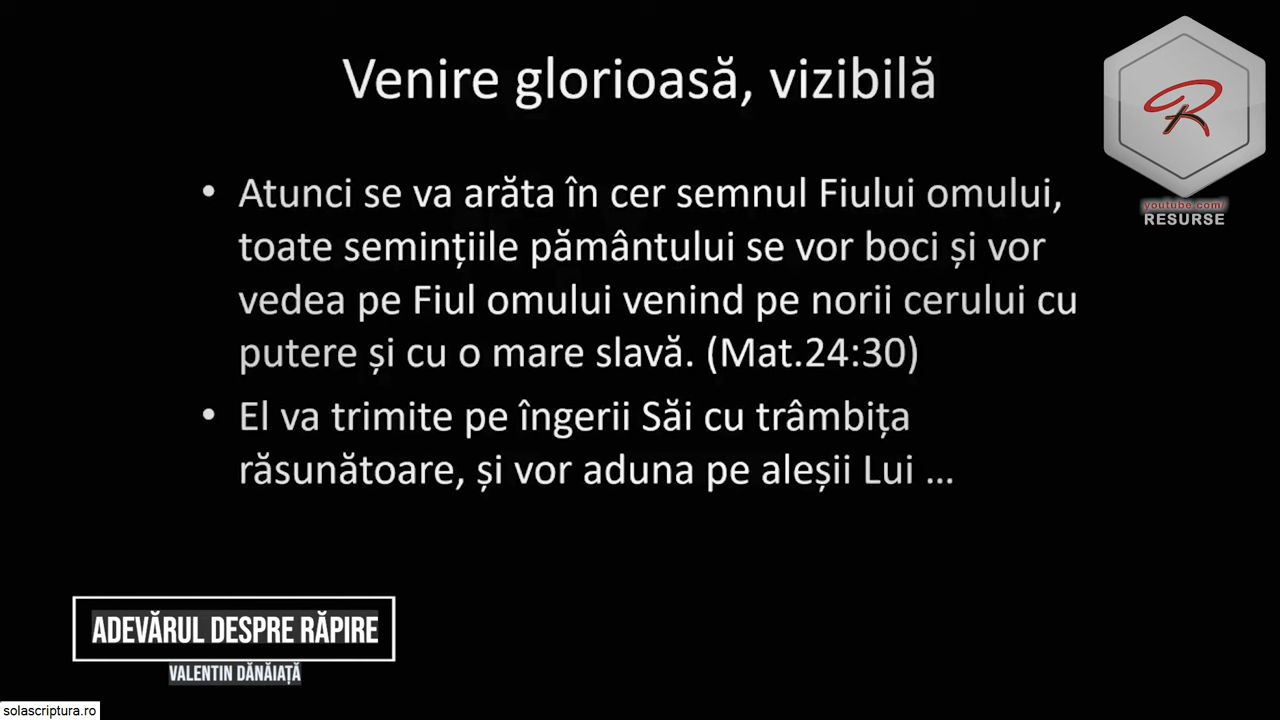 Venire glorioasă, vizibilă
• Atunci se va arăta în cer semnul Fiului omului,
toate semințiile pământului se vor boci și vor
vedea pe Fiul omului venind pe norii cerului cu
putere și cu o mare slavă. (Mat.24:30)
• El va trimite pe îngerii Săi cu trâmbița
răsunătoare, și vor aduna pe aleșii Lui ...
R
youtube.com/
RESURSE
ADEVĂRUL DESPRE RĂPIRE
VALENTIN DĂNĂIAȚĂ
solascriptura.ro